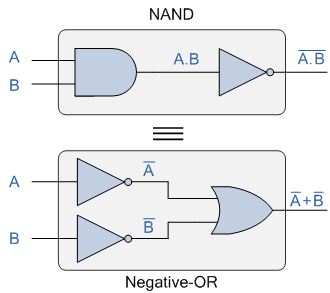 NAND
A A.B A̅.̅B̅
B
≡
A A̅
A̅+B̅
B B̅
Negative-OR